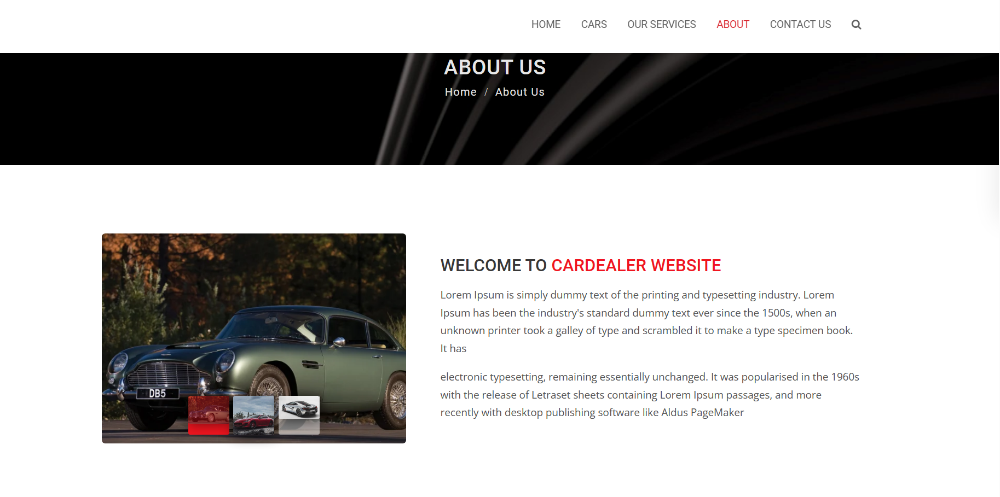 HOME CARS OUR SERVICES ABOUT CONTACT US
ABOUT US
Home / About Us
WELCOME TO CARDEALER WEBSITE
Lorem Ipsum is simply dummy text of the printing and typesetting industry. Lorem
Ipsum has been the industry's standard dummy text ever since the 1500s, when an
unknown printer took a galley of type and scrambled it to make a type specimen book.
It has
electronic typesetting, remaining essentially unchanged. It was popularised in the 1960s
with the release of Letraset sheets containing Lorem Ipsum passages, and more
recently with desktop publishing software like Aldus PageMaker
DB5